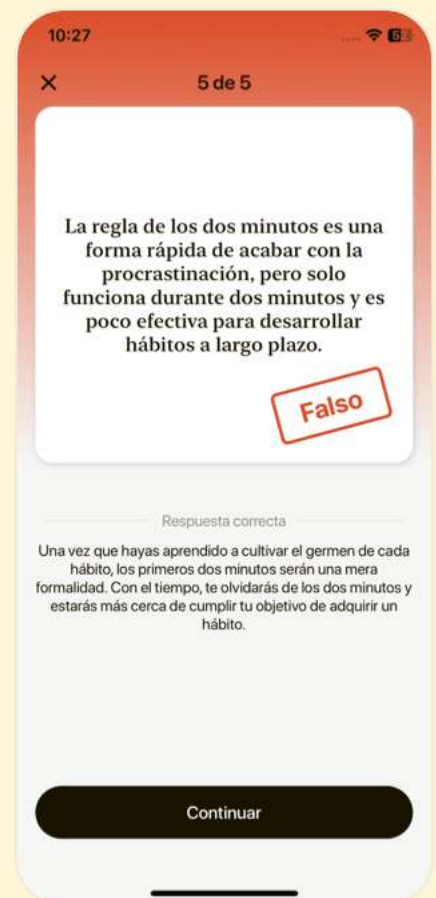 10:27
5 de 5
La regla de los dos minutos es una
forma rápida de acabar con la
procrastinación, pero solo
funciona durante dos minutos y es
poco efectiva para desarrollar
hábitos a largo plazo.
Falso
Respuesta correcta
Una vez que hayas aprendido a cultivar el germen de cada
hábito, los primeros dos minutos serán una mera
formalidad. Con el tiempo, te olvidarás de los dos minutos y
estarás más cerca de cumplir tu objetivo de adquirir un
hábito.
Continuar